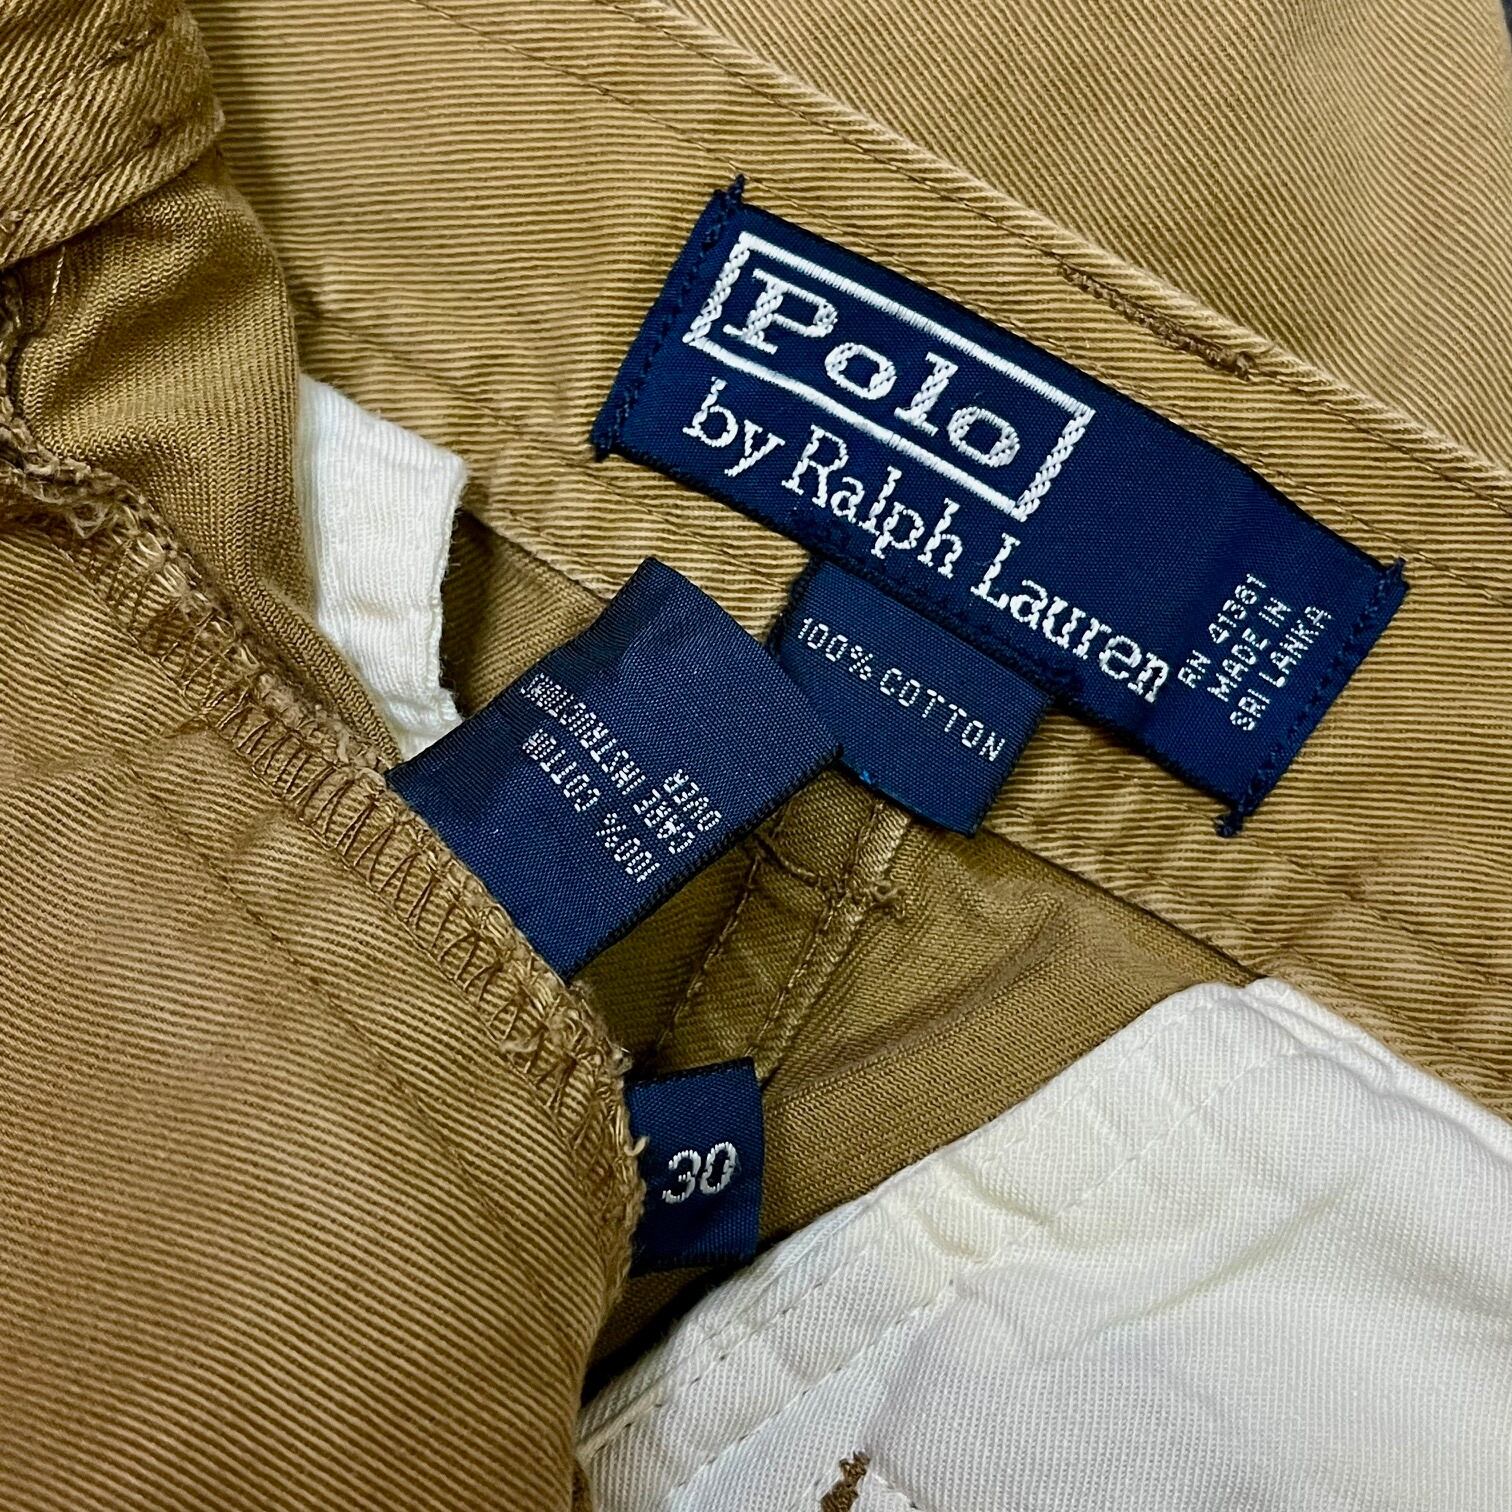 Polo
by Ralph Lauren
RN 41381
MADE IN
SRI LANKA
100% COTTON
100% COTTON
CARE INSTRUCTIONS
OVER
30